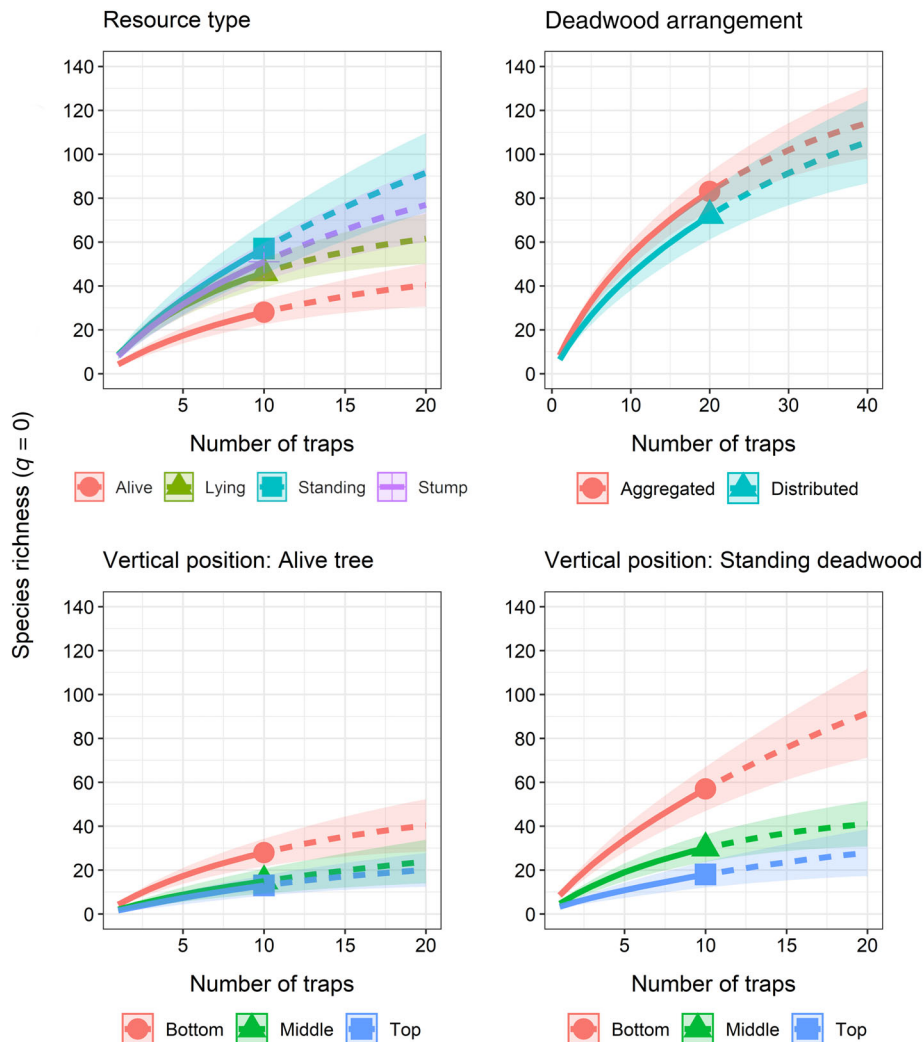 Resource type
140
120
100
80
60
40
20
0
5
10
15
20
Number of traps
Alive
Lying
Standing
Stump
Deadwood arrangement
140
120
100
80
60
40
20
0
0
10
20
30
40
Number of traps
Aggregated
Distributed
Species richness (q = 0)
Vertical position: Alive tree
140
120
100
80
60
40
20
0
5
10
15
20
Number of traps
Bottom
Middle
Top
Vertical position: Standing deadwood
140
120
100
80
60
40
20
0
5
10
15
20
Number of traps
Bottom
Middle
Top